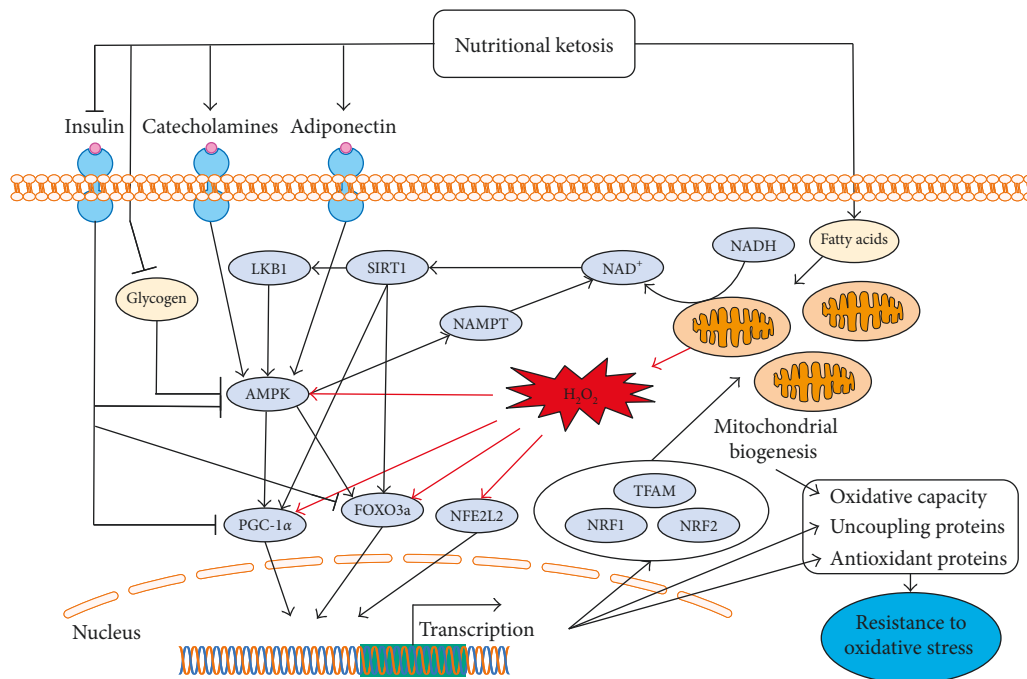 Nutritional ketosis
Insulin
Catecholamines
Adiponectin
Fatty acids
NADH
NAD⁺
SIRT1
LKB1
Glycogen
NAMPT
AMPK
H₂O₂
Mitochondrial
biogenesis
TFAM
NRF1
NRF2
Oxidative capacity
Uncoupling proteins
Antioxidant proteins
PGC-1α
FOXO3a
NFE2L2
Nucleus
Transcription
Resistance to
oxidative stress